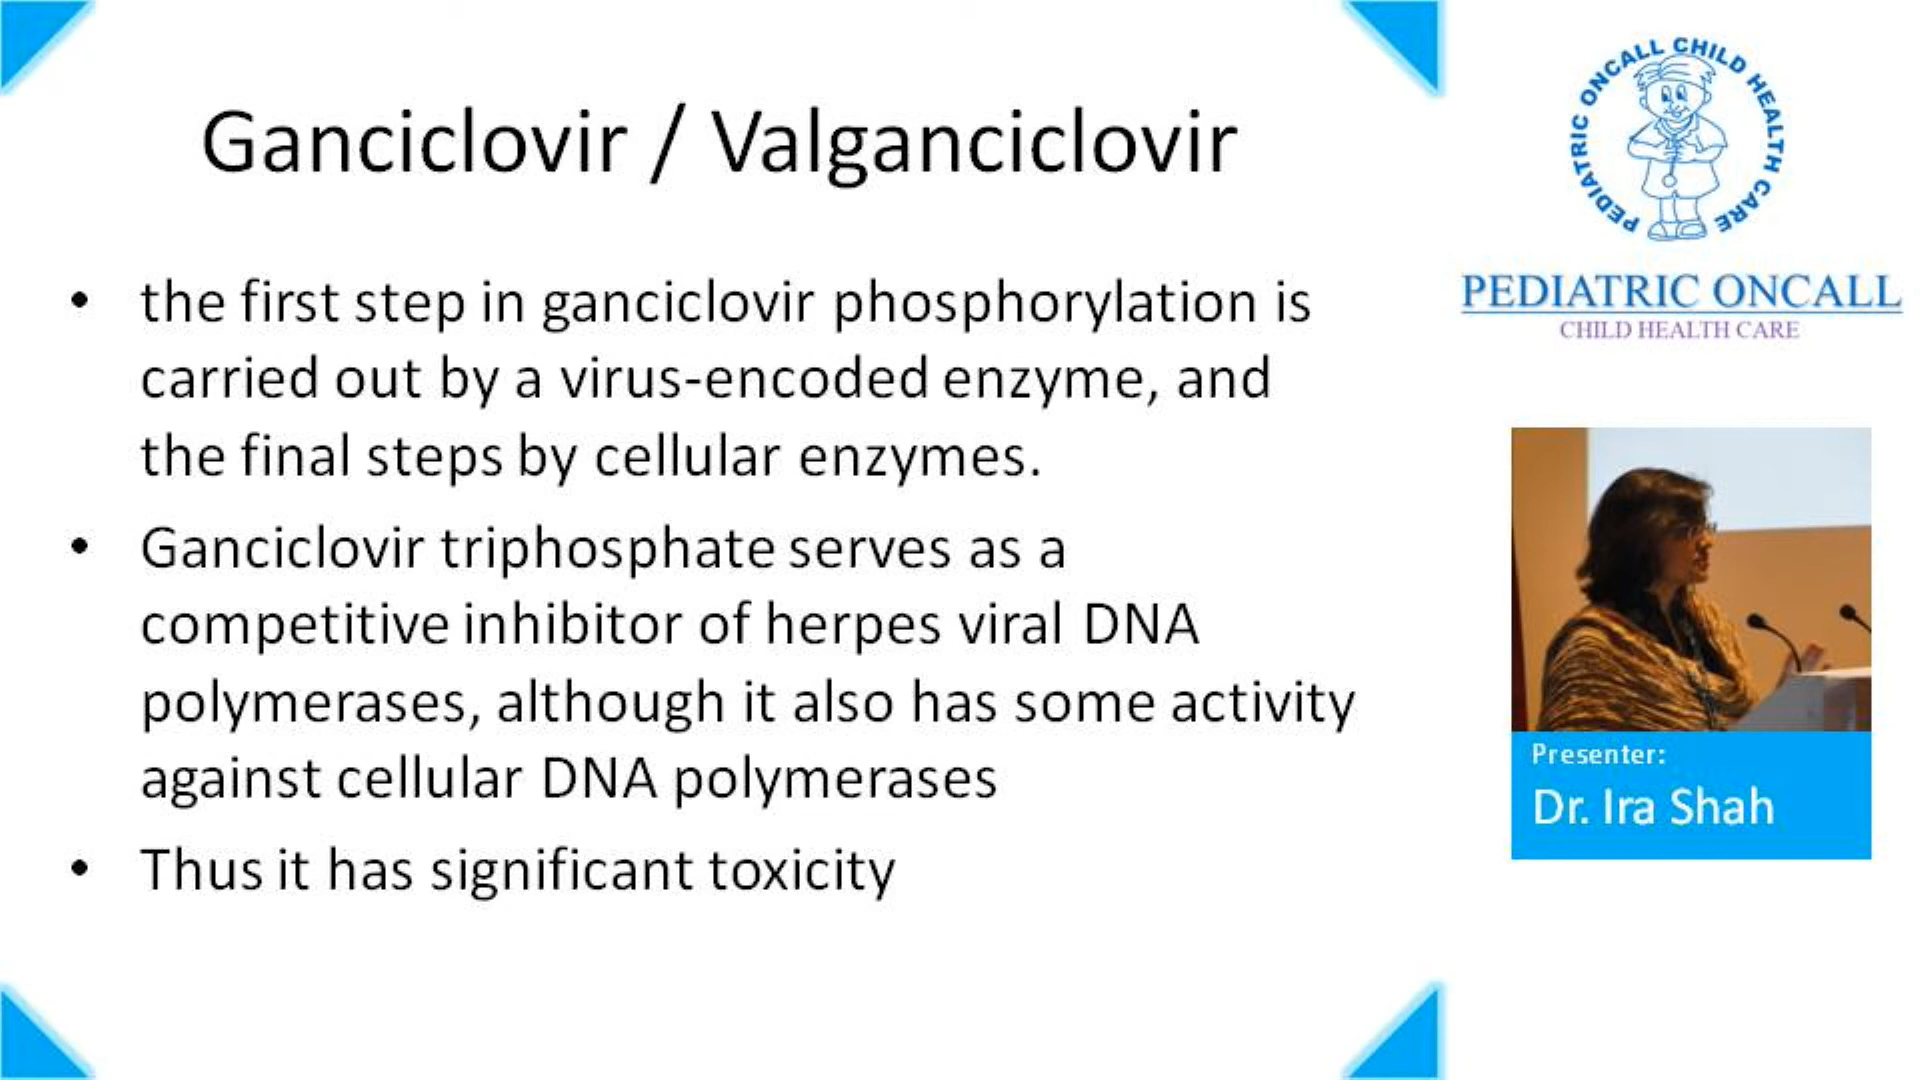 Ganciclovir / Valganciclovir
• the first step in ganciclovir phosphorylation is
carried out by a virus-encoded enzyme, and
the final steps by cellular enzymes.
• Ganciclovir triphosphate serves as a
competitive inhibitor of herpes viral DNA
polymerases, although it also has some activity
against cellular DNA polymerases
• Thus it has significant toxicity
PEDIATRIC ONCALL CHILD HEALTH CARE
PEDIATRIC ONCALL
CHILD HEALTH CARE
Presenter:
Dr. Ira Shah